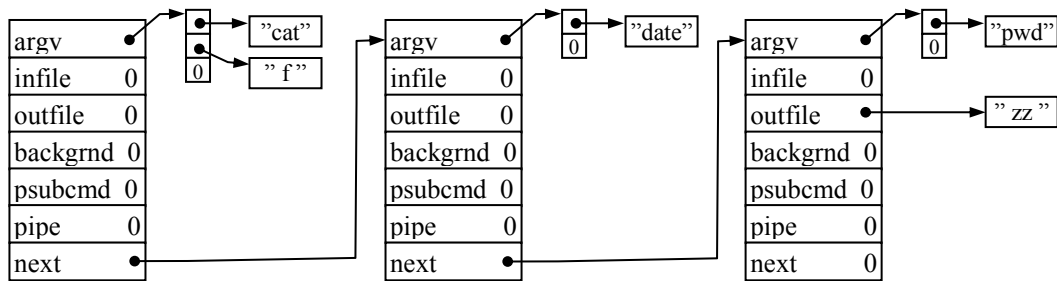 argv
infile 0
outfile 0
backgrnd 0
psubcmd 0
pipe 0
next
0
"cat"
" f "
argv
infile 0
outfile 0
backgrnd 0
psubcmd 0
pipe 0
next
0
"date"
argv
infile 0
outfile
backgrnd 0
psubcmd 0
pipe 0
next 0
0
"pwd"
" zz "